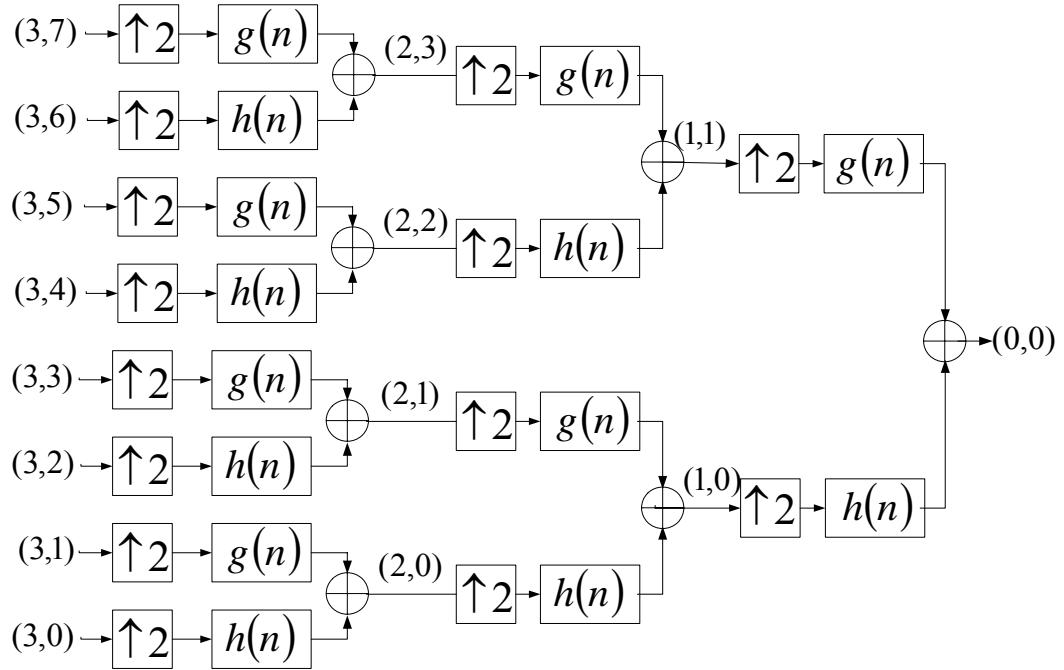 (3,7) ↑2 g(n)
(2,3) ↑2 g(n)
(3,6) ↑2 h(n)
(1,1) ↑2 g(n)
(3,5) ↑2 g(n)
(2,2) ↑2 h(n)
(3,4) ↑2 h(n)
(0,0)
(3,3) ↑2 g(n)
(2,1) ↑2 g(n)
(3,2) ↑2 h(n)
(1,0) ↑2 h(n)
(3,1) ↑2 g(n)
(2,0) ↑2 h(n)
(3,0) ↑2 h(n)